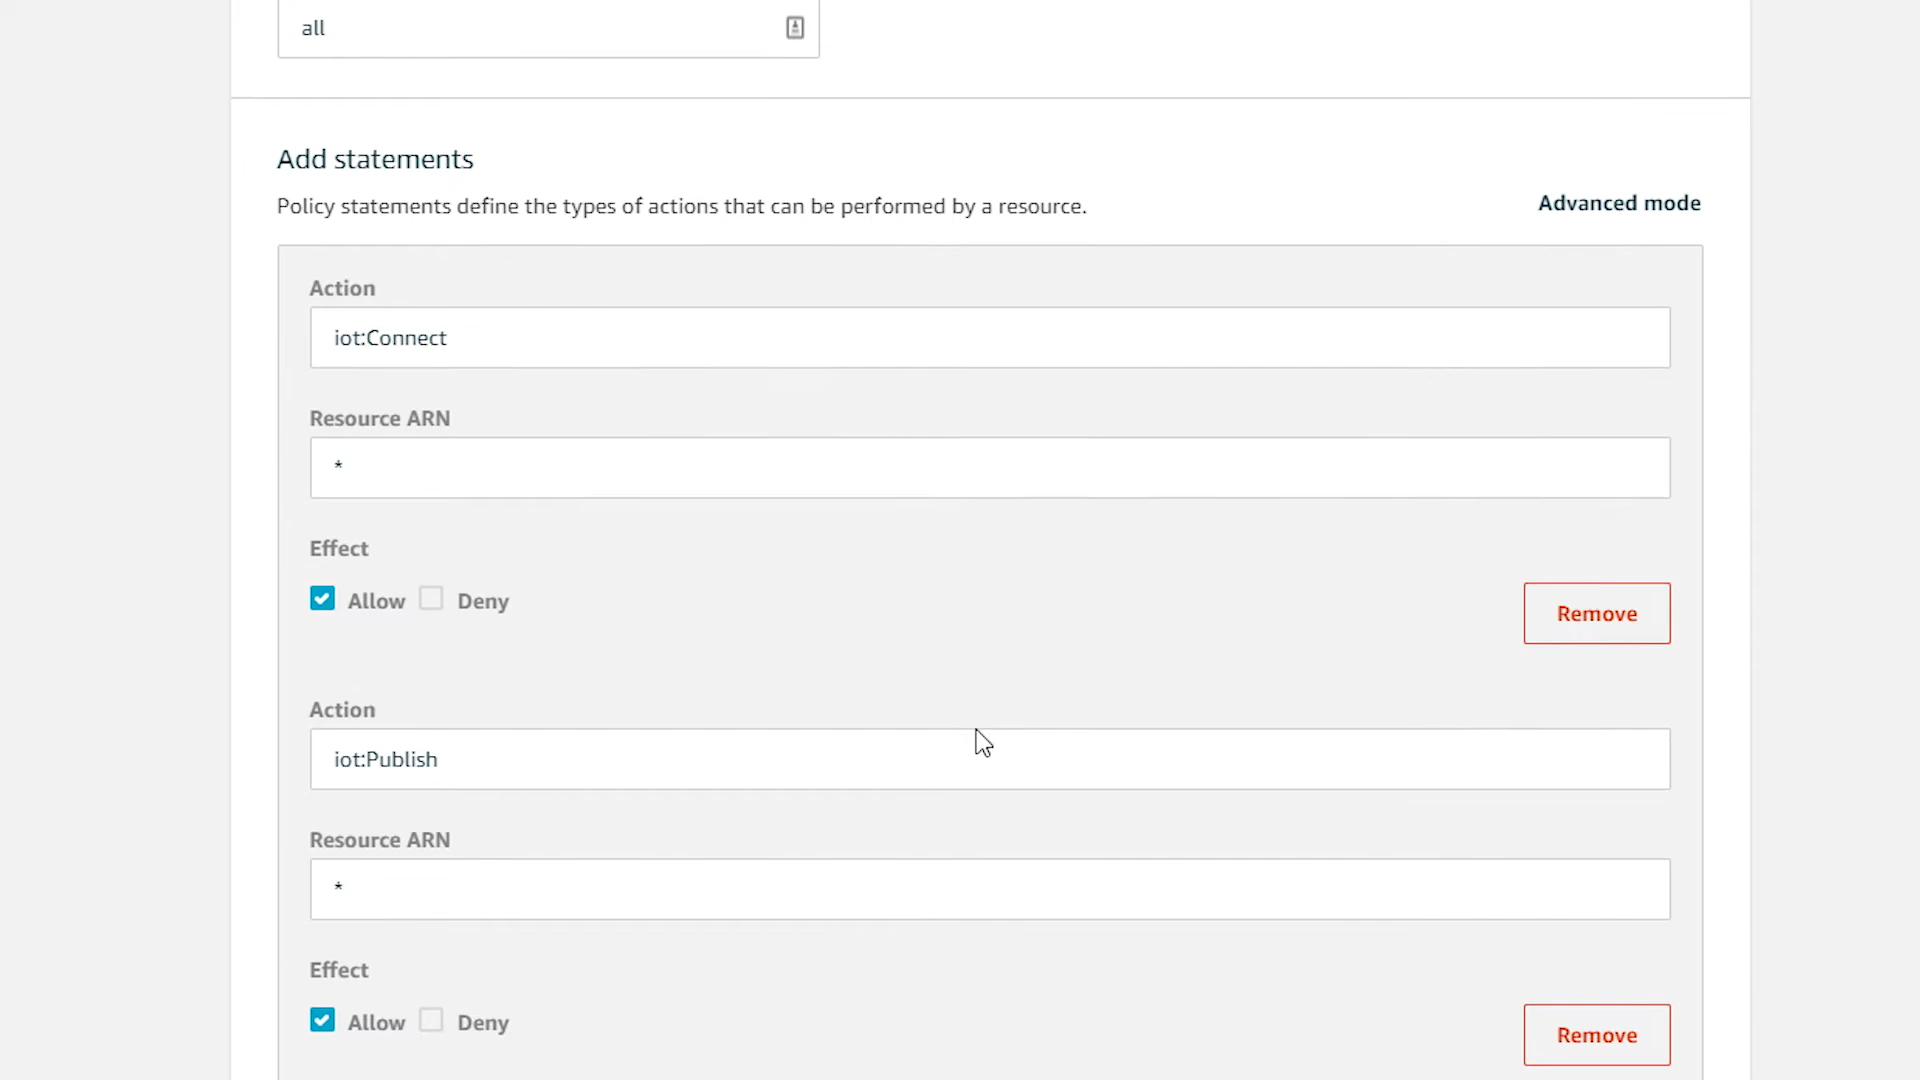 all
Add statements
Policy statements define the types of actions that can be performed by a resource.
Advanced mode
Action
iot:Connect
Resource ARN
*
Effect
Allow Deny
Remove
Action
iot:Publish
Resource ARN
*
Effect
Allow Deny
Remove